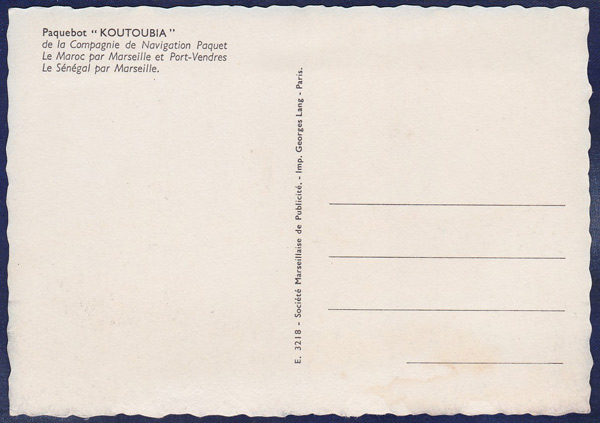 Paquebot “KOUTOUBIA”
de la Compagnie de Navigation Paquet
Le Maroc par Marseille et Port-Vendres
Le Sénégal par Marseille.
E. 3218 - Société Marseillaise de Publicité. - Imp. Georges Lang - Paris.